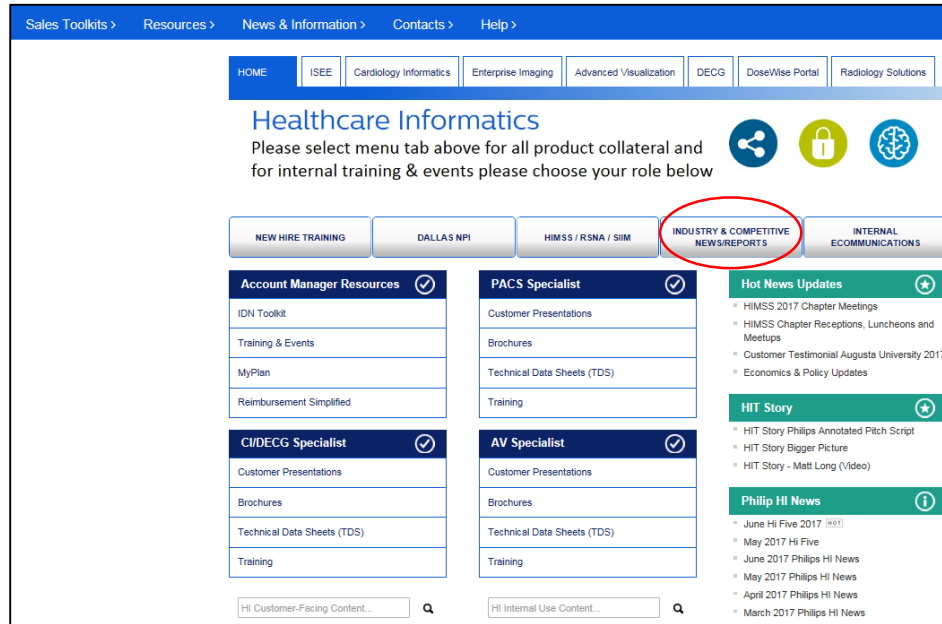 Sales Toolkits > Resources > News & Information > Contacts > Help >
HOME ISEE Cardiology Informatics Enterprise Imaging Advanced Visualization DECG DoseWise Portal Radiology Solutions
Healthcare Informatics
Please select menu tab above for all product collateral and
for internal training & events please choose your role below
NEW HIRE TRAINING
DALLAS NPI
HIMSS / RSNA / SIIM
INDUSTRY & COMPETITIVE
NEWS/REPORTS
INTERNAL
ECOMMUNICATIONS
Account Manager Resources
IDN Toolkit
Training & Events
MyPlan
Reimbursement Simplified
PACS Specialist
Customer Presentations
Brochures
Technical Data Sheets (TDS)
Training
Hot News Updates
HIMSS 2017 Chapter Meetings
HIMSS Chapter Receptions, Luncheons and
Meetups
Customer Testimonial Augusta University 2017
Economics & Policy Updates
HIT Story
HIT Story Philips Annotated Pitch Script
HIT Story Bigger Picture
HIT Story - Matt Long (Video)
CI/DECG Specialist
Customer Presentations
Brochures
Technical Data Sheets (TDS)
Training
AV Specialist
Customer Presentations
Brochures
Technical Data Sheets (TDS)
Training
Philip HI News
June Hi Five 2017 HOT
May 2017 Hi Five
June 2017 Philips HI News
May 2017 Philips HI News
April 2017 Philips HI News
March 2017 Philips HI News
HI Customer-Facing Content...
HI Internal Use Content...